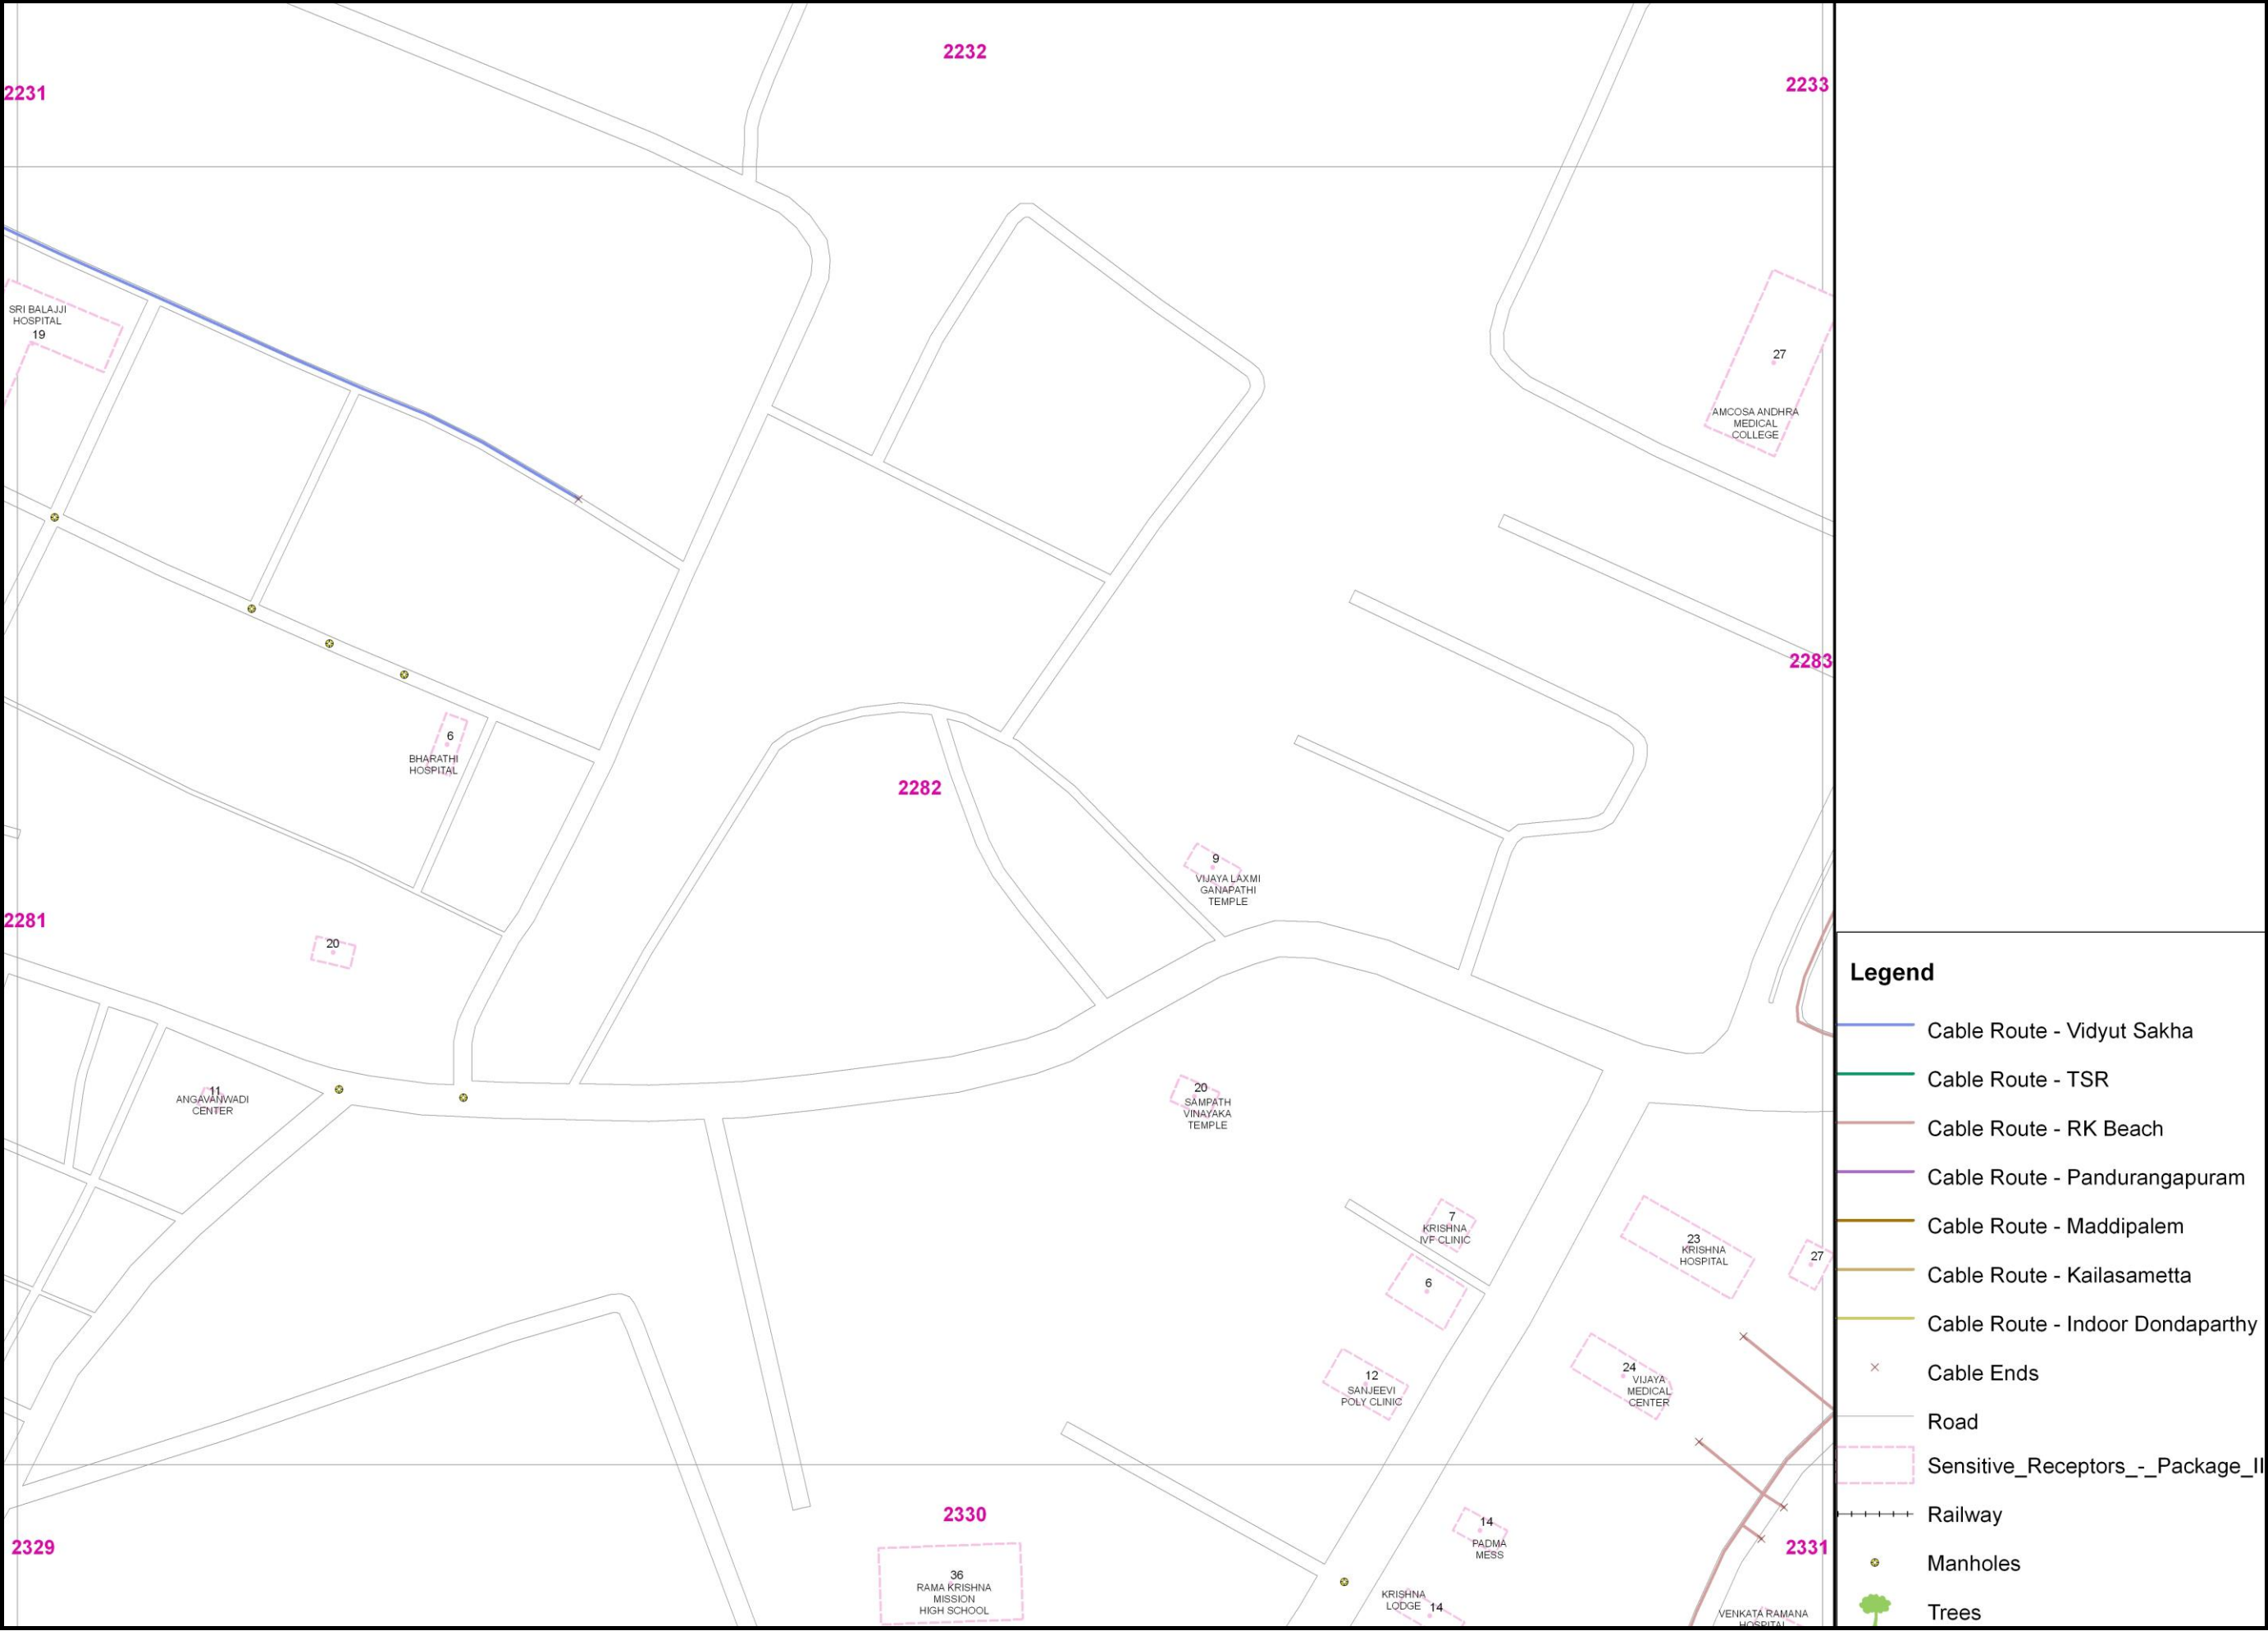 2232
2233
2231
SRI BALAJJI
HOSPITAL
19
27
AMCOSA ANDHRA
MEDICAL
COLLEGE
2283
6
BHARATHI
HOSPITAL
2282
9
VIJAYA LAXMI
GANAPATHI
TEMPLE
2281
20
11
ANGAVANWADI
CENTER
20
SAMPATH
VINAYAKA
TEMPLE
7
KRISHNA
IVF CLINIC
23
KRISHNA
HOSPITAL
27
6
12
SANJEEVI
POLY CLINIC
24
VIJAYA
MEDICAL
CENTER
2330
14
PADMA
MESS
2329
2331
36
RAMA KRISHNA
MISSION
HIGH SCHOOL
KRISHNA
LODGE
14
VENKATA RAMANA
HOSPITAL
Legend
Cable Route - Vidyut Sakha
Cable Route - TSR
Cable Route - RK Beach
Cable Route - Pandurangapuram
Cable Route - Maddipalem
Cable Route - Kailasametta
Cable Route - Indoor Dondaparthy
Cable Ends
Road
Sensitive_Receptors_-_Package_II
Railway
Manholes
Trees